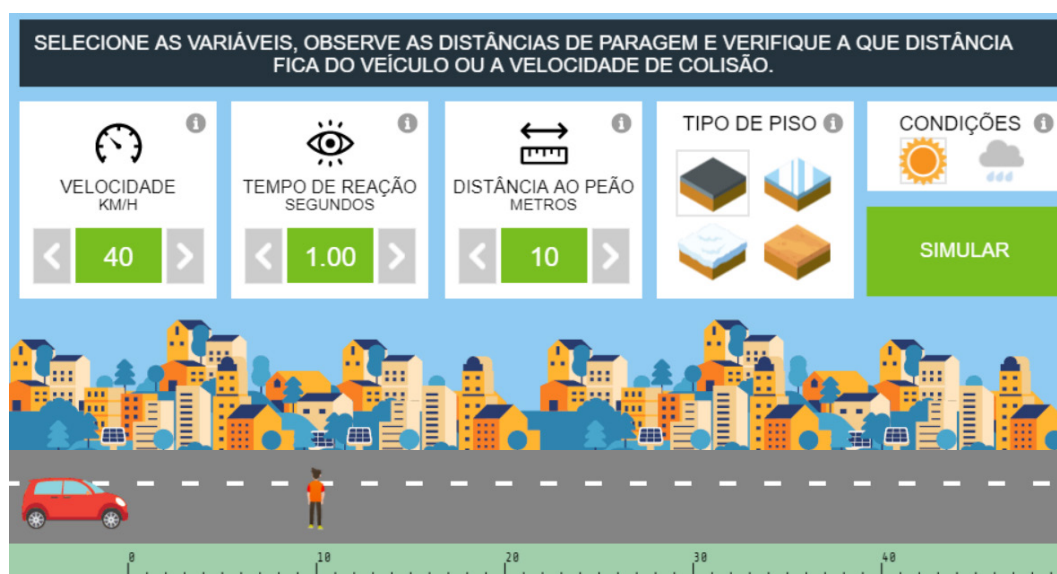 SELECIONE AS VARIÁVEIS, OBSERVE AS DISTÂNCIAS DE PARAGEM E VERIFIQUE A QUE DISTÂNCIA
FICA DO VEÍCULO OU A VELOCIDADE DE COLISÃO.
VELOCIDADE
KM/H
40
TEMPO DE REAÇÃO
SEGUNDOS
1.00
DISTÂNCIA AO PEÃO
METROS
10
TIPO DE PISO
CONDIÇÕES
SIMULAR
0 10 20 30 40